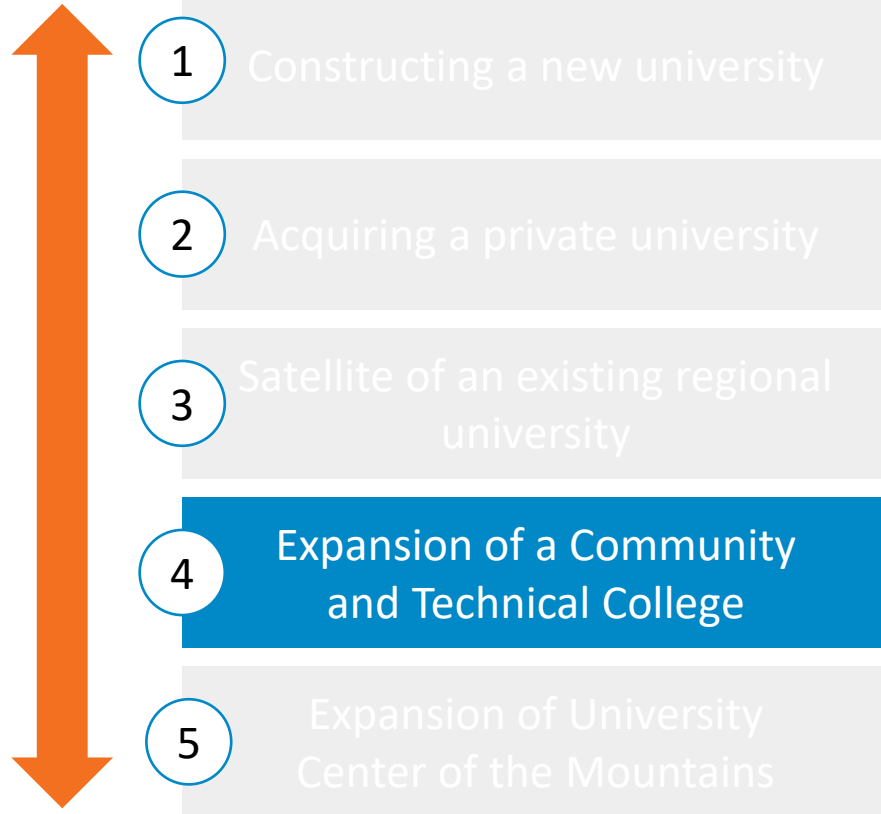 1
Constructing a new university
2
Acquiring a private university
3
Satellite of an existing regional
university
4
Expansion of a Community
and Technical College
5
Expansion of University
Center of the Mountains